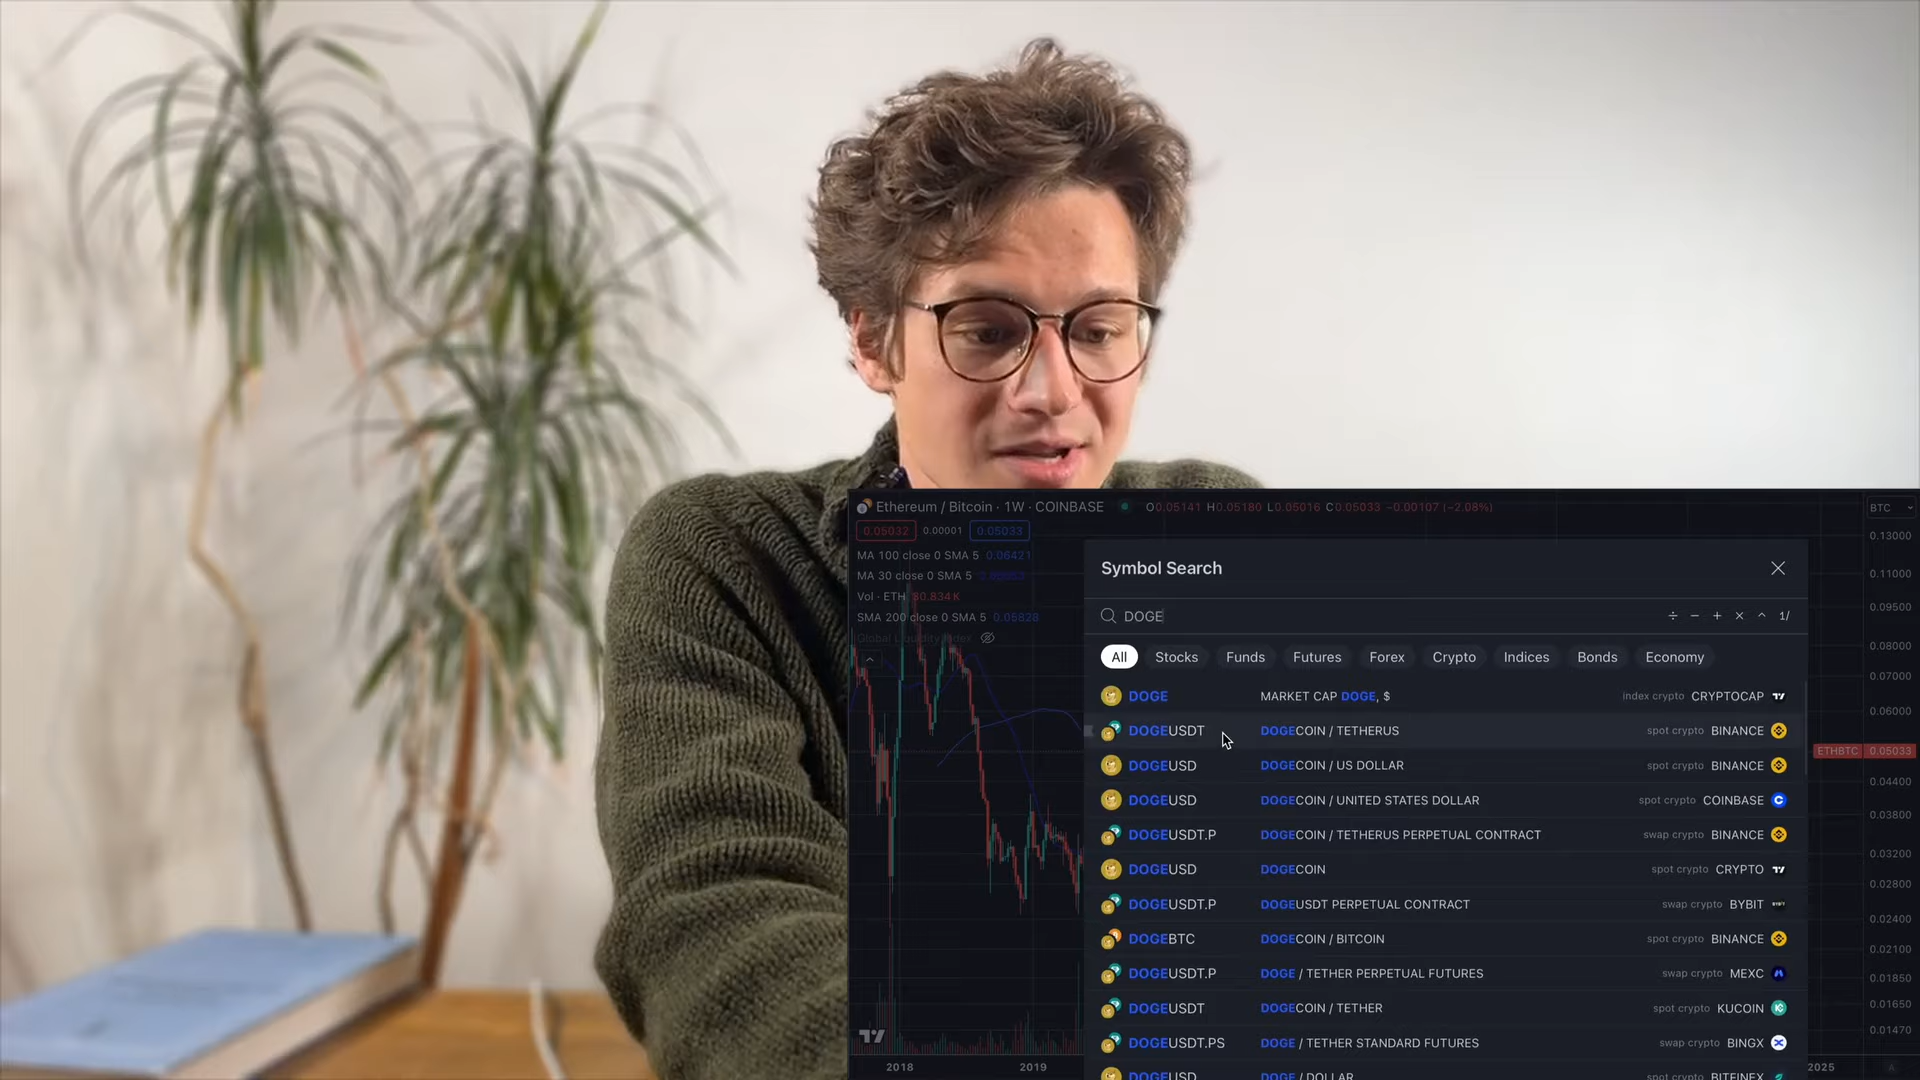 Ethereum / Bitcoin · 1W · COINBASE O0.05141 H0.05180 L0.05016 C0.05033 −0.00107 (−2.08%) BTC
0.05032 0.00001 0.05033
MA 100 close 0 SMA 5 0.06421
MA 30 close 0 SMA 5
Vol · ETH 80.834 K
SMA 200 close 0 SMA 5 0.05828
Global Liquidity Index
Symbol Search
DOGE ÷ − + × ^ 1/
All Stocks Funds Futures Forex Crypto Indices Bonds Economy
DOGE MARKET CAP DOGE, $ index crypto CRYPTOCAP
DOGEUSDT DOGECOIN / TETHERUS spot crypto BINANCE
DOGEUSD DOGECOIN / US DOLLAR spot crypto BINANCE
DOGEUSD DOGECOIN / UNITED STATES DOLLAR spot crypto COINBASE
DOGEUSDT.P DOGECOIN / TETHERUS PERPETUAL CONTRACT swap crypto BINANCE
DOGEUSD DOGECOIN spot crypto CRYPTO
DOGEUSDT.P DOGEUSDT PERPETUAL CONTRACT swap crypto BYBIT
DOGEBTC DOGECOIN / BITCOIN spot crypto BINANCE
DOGEUSDT.P DOGE / TETHER PERPETUAL FUTURES swap crypto MEXC
DOGEUSDT DOGECOIN / TETHER spot crypto KUCOIN
DOGEUSDT.PS DOGE / TETHER STANDARD FUTURES swap crypto BINGX
DOGEUSD DOGE / DOLLAR spot crypto BITFINEX
0.13000
0.11000
0.09500
0.08000
0.07000
0.06000
ETHBTC 0.05033
0.04400
0.03800
0.03200
0.02800
0.02400
0.02100
0.01850
0.01650
0.01470
2018 2019 2025 A